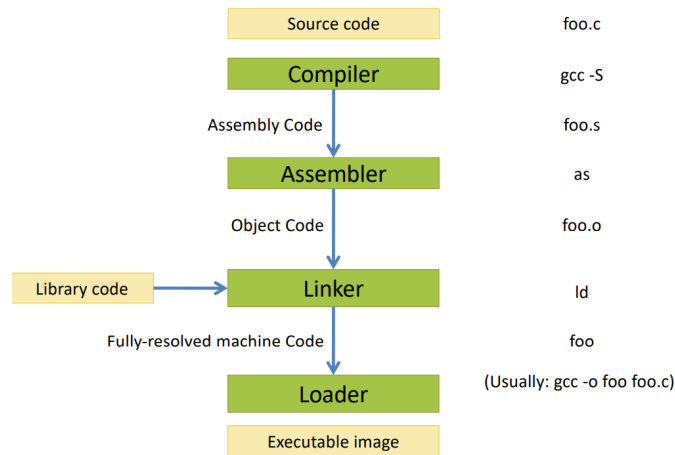 Source code foo.c
Compiler gcc -S
Assembly Code foo.s
Assembler as
Object Code foo.o
Library code Linker ld
Fully-resolved machine Code foo
Loader (Usually: gcc -o foo foo.c)
Executable image